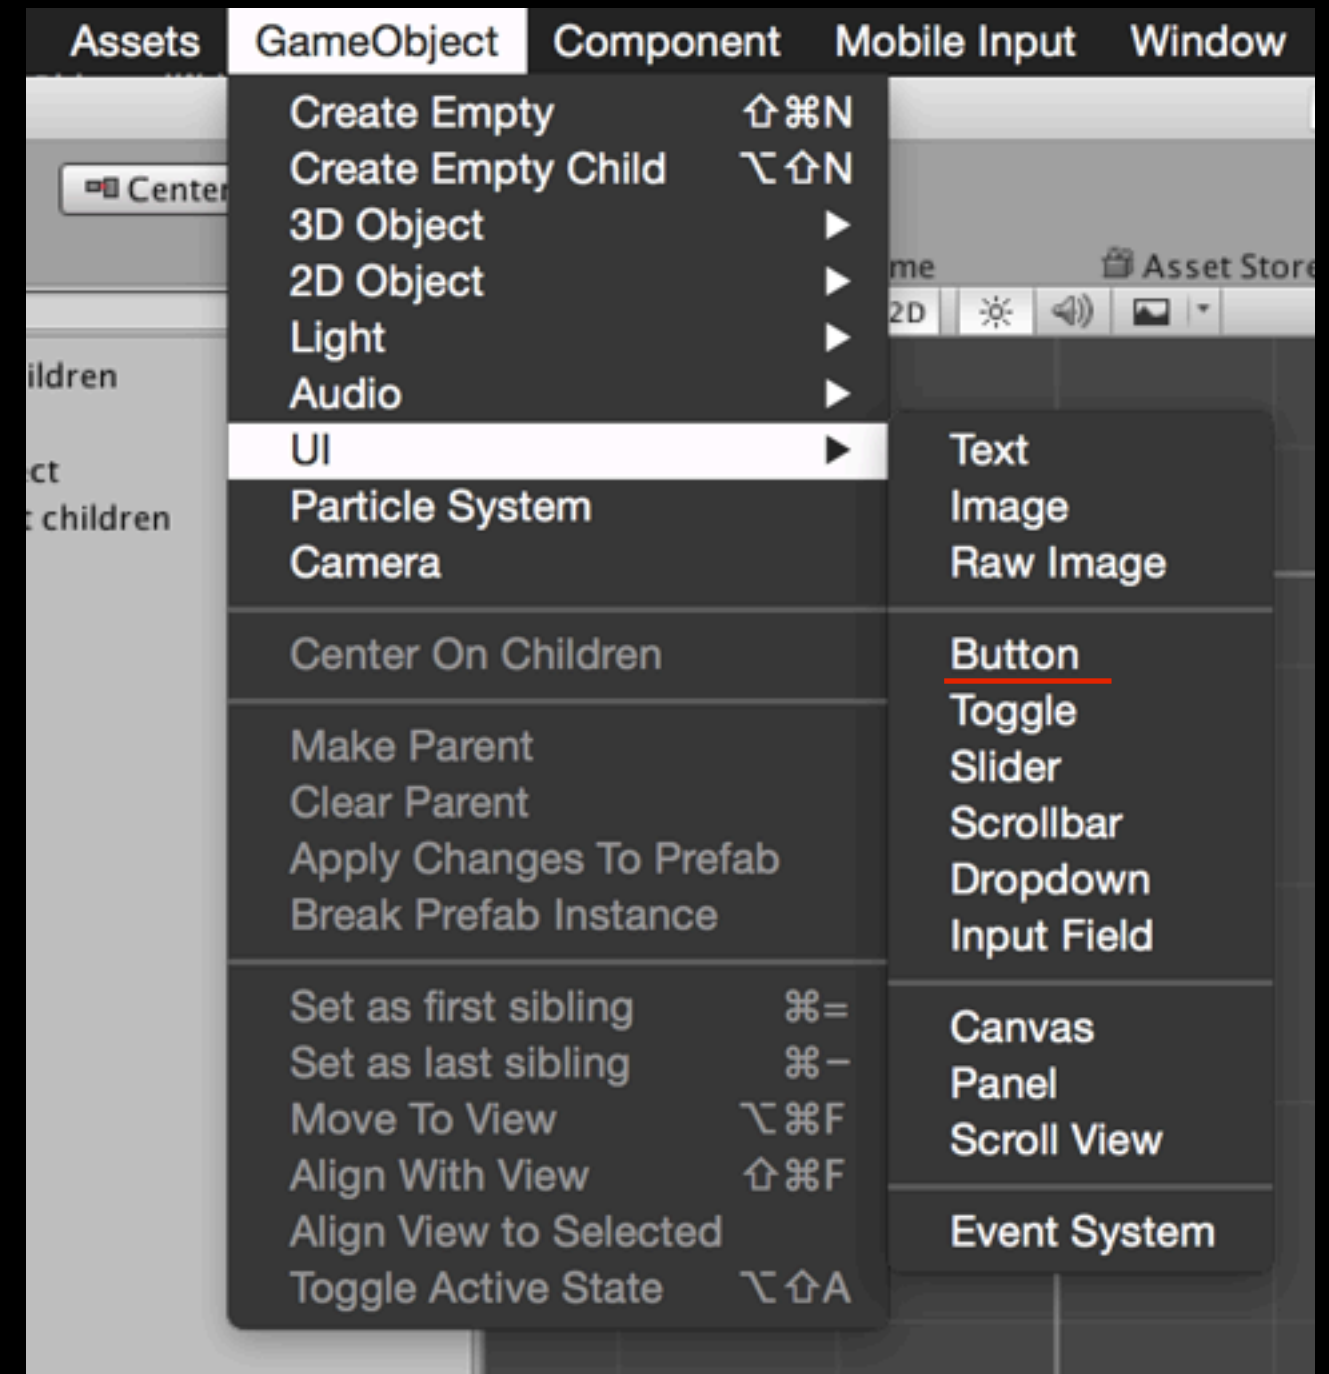 Assets GameObject Component Mobile Input Window
Create Empty ⇧⌘N
Create Empty Child ⌥⇧N
Center
3D Object
2D Object
me Asset Store
Light
2D
ildren
Audio
UI
ct
Particle System
t children
Camera
Center On Children
Make Parent
Clear Parent
Apply Changes To Prefab
Break Prefab Instance
Set as first sibling ⌘=
Set as last sibling ⌘−
Move To View ⌥⌘F
Align With View ⇧⌘F
Align View to Selected
Toggle Active State ⌥⇧A
Text
Image
Raw Image
Button
Toggle
Slider
Scrollbar
Dropdown
Input Field
Canvas
Panel
Scroll View
Event System